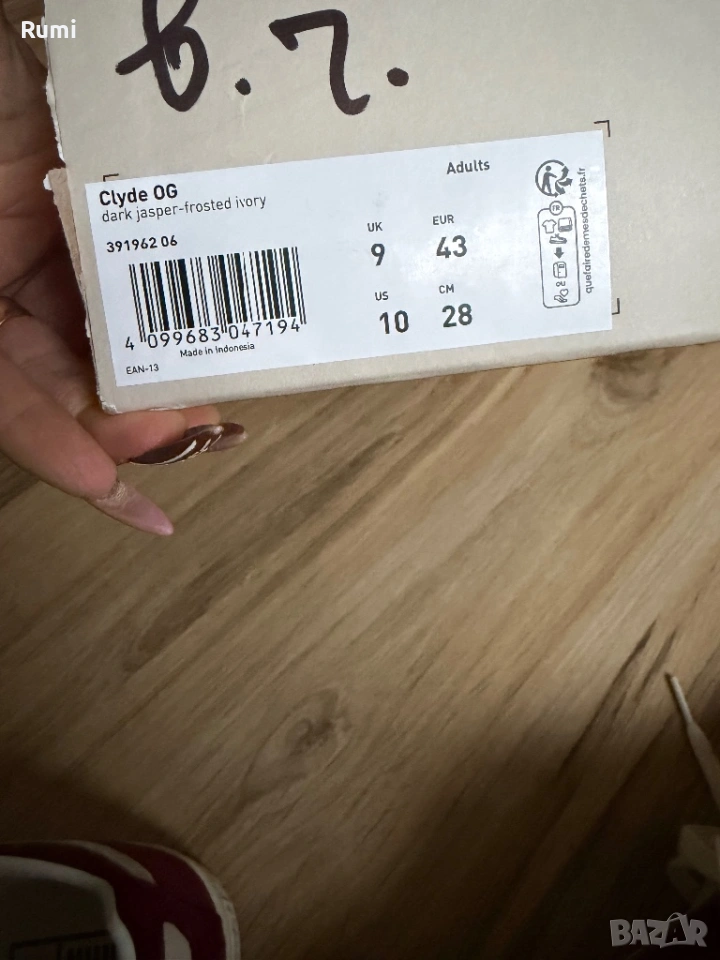 Rumi
в. г.
Clyde OG
dark jasper-frosted ivory
391962 06
4 099683 047194
Made in Indonesia
EAN-13
Adults
UK
9
EUR
43
US
10
CM
28
FR
quefairedemesdechets.fr
BAZAR